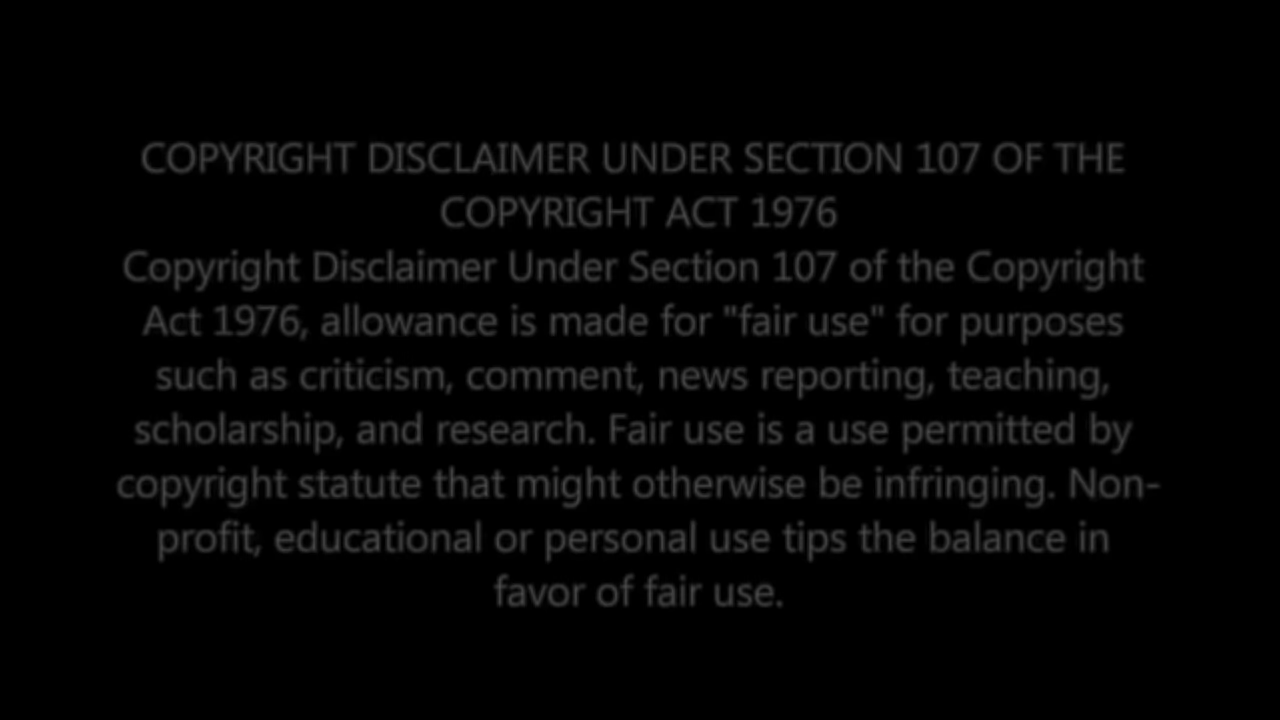 COPYRIGHT DISCLAIMER UNDER SECTION 107 OF THE
COPYRIGHT ACT 1976
Copyright Disclaimer Under Section 107 of the Copyright
Act 1976, allowance is made for "fair use" for purposes
such as criticism, comment, news reporting, teaching,
scholarship, and research. Fair use is a use permitted by
copyright statute that might otherwise be infringing. Non-
profit, educational or personal use tips the balance in
favor of fair use.